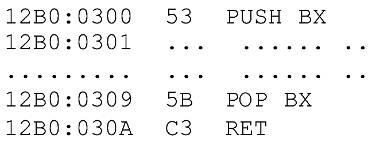 12B0:0300 53 PUSH BX
12B0:0301 ... ...... ..
......... ... ...... ..
12B0:0309 5B POP BX
12B0:030A C3 RET